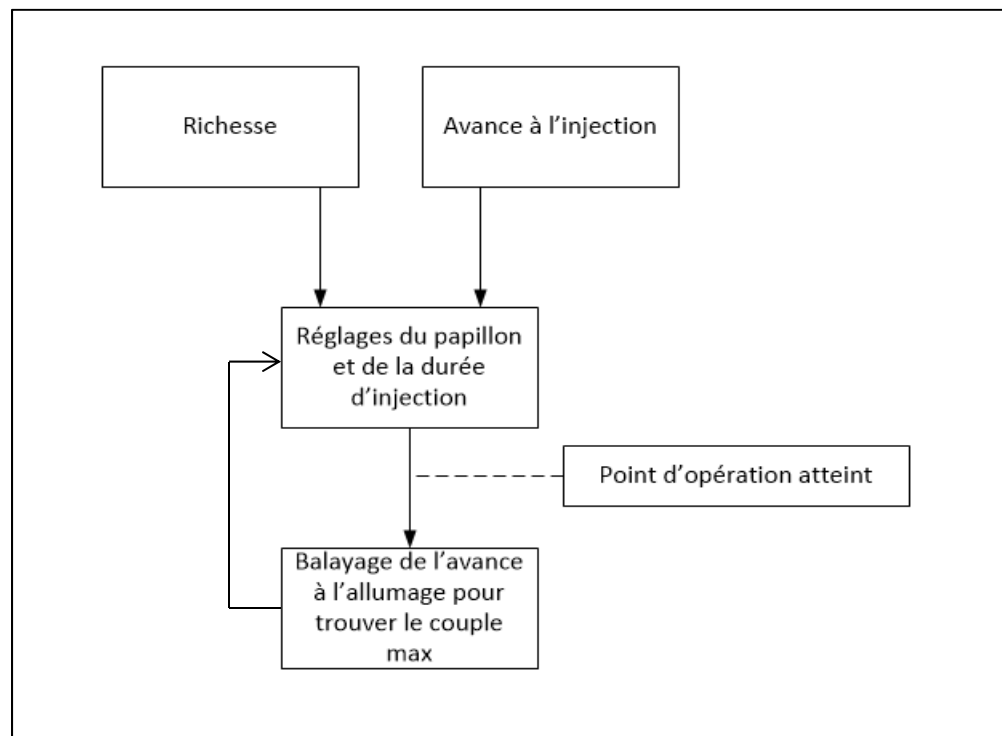 Richesse
Avance à l’injection
Réglages du papillon
et de la durée
d’injection
Point d’opération atteint
Balayage de l’avance
à l’allumage pour
trouver le couple
max